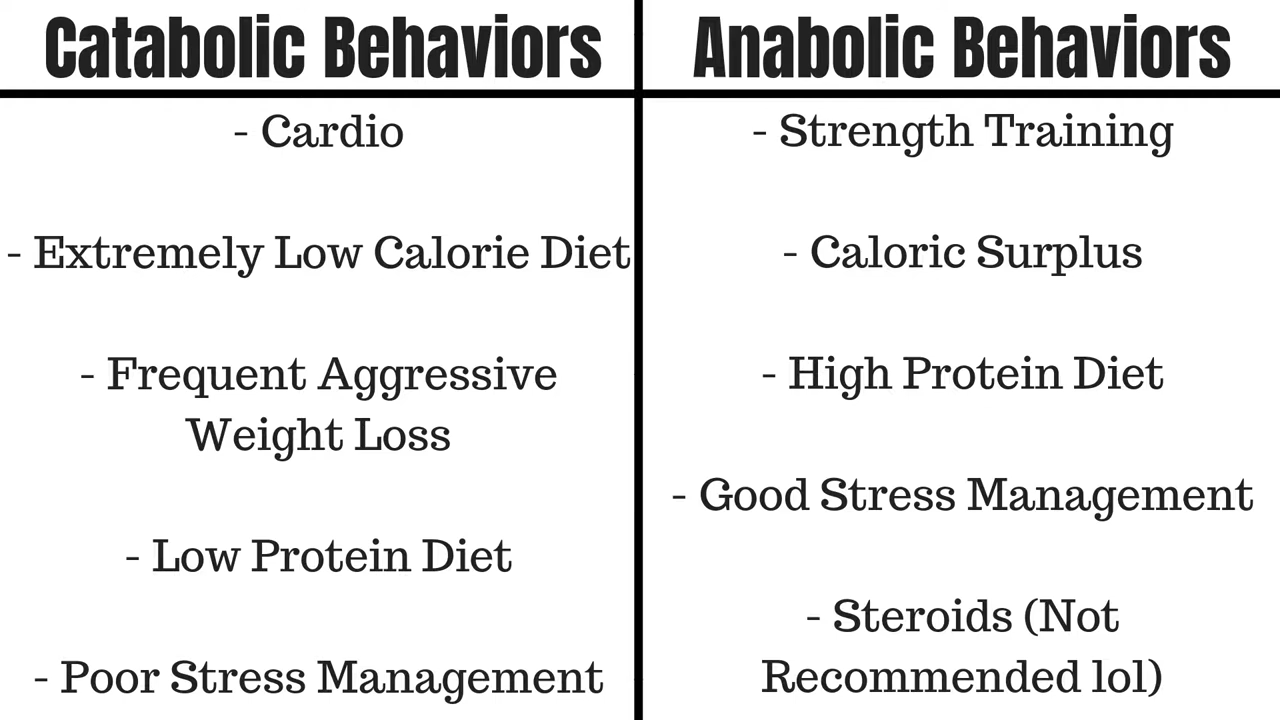 Catabolic Behaviors
- Cardio
- Extremely Low Calorie Diet
- Frequent Aggressive
Weight Loss
- Low Protein Diet
- Poor Stress Management
Anabolic Behaviors
- Strength Training
- Caloric Surplus
- High Protein Diet
- Good Stress Management
- Steroids (Not
Recommended lol)